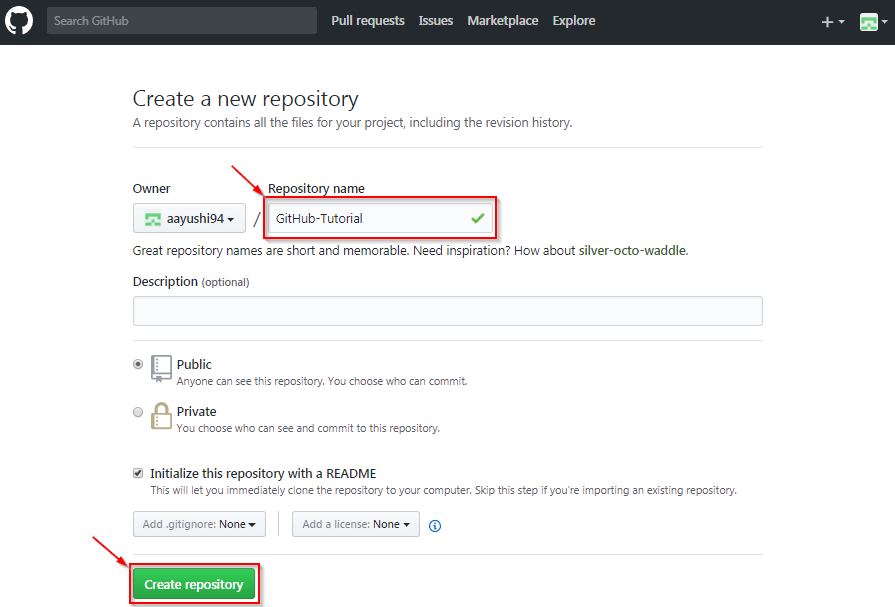 Search GitHub Pull requests Issues Marketplace Explore
Create a new repository
A repository contains all the files for your project, including the revision history.
Owner Repository name
aayushi94 / GitHub-Tutorial
Great repository names are short and memorable. Need inspiration? How about silver-octo-waddle.
Description (optional)
Public
Anyone can see this repository. You choose who can commit.
Private
You choose who can see and commit to this repository.
Initialize this repository with a README
This will let you immediately clone the repository to your computer. Skip this step if you're importing an existing repository.
Add .gitignore: None Add a license: None
Create repository